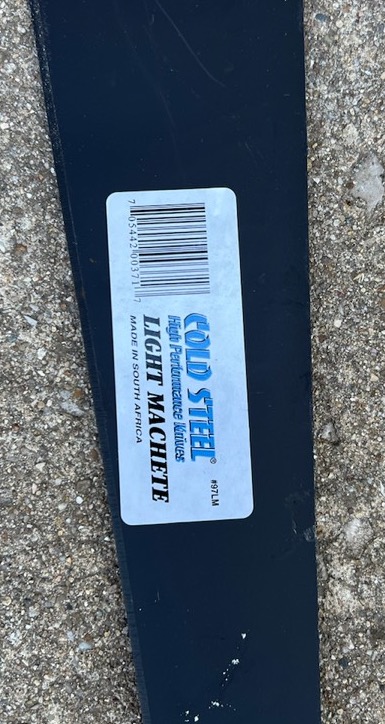 7 05442 00371 7
COLD STEEL®
High Performance Knives
LIGHT MACHETE
MADE IN SOUTH AFRICA
#97LM